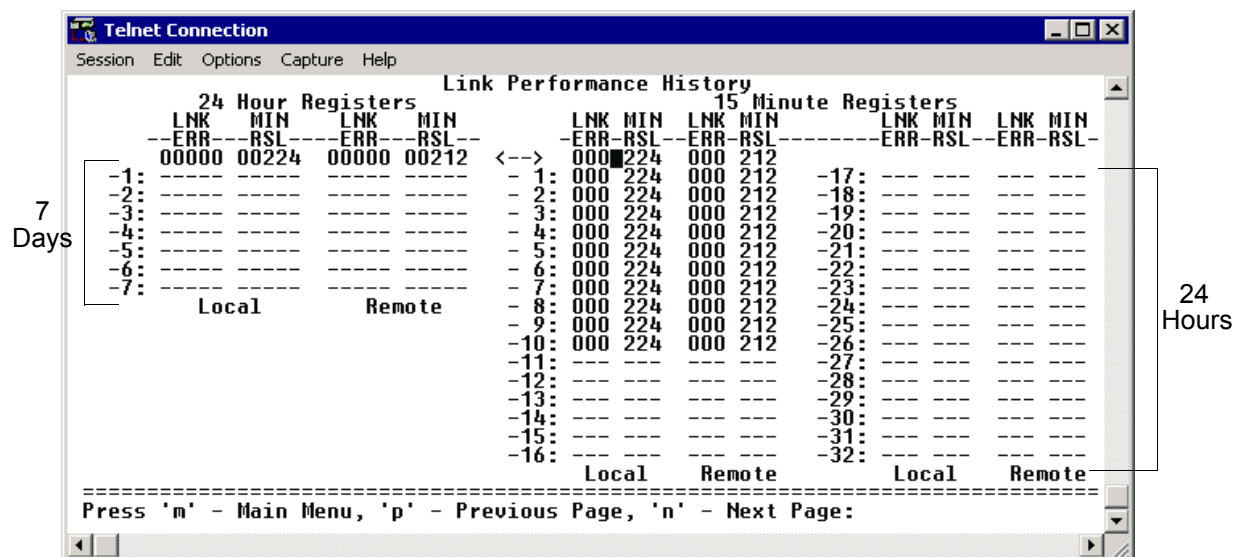 Telnet Connection
Session Edit Options Capture Help
Link Performance History
24 Hour Registers 15 Minute Registers
LNK MIN LNK MIN LNK MIN LNK MIN LNK MIN LNK MIN
--ERR---RSL----ERR---RSL-- -ERR-RSL--ERR-RSL---------ERR--RSL--ERR-RSL-
00000 00224 00000 00212 <--> 000 224 000 212
-1: ----- ----- ----- ----- - 1: 000 224 000 212 -17: --- --- --- ---
-2: ----- ----- ----- ----- - 2: 000 224 000 212 -18: --- --- --- ---
-3: ----- ----- ----- ----- - 3: 000 224 000 212 -19: --- --- --- ---
-4: ----- ----- ----- ----- - 4: 000 224 000 212 -20: --- --- --- ---
-5: ----- ----- ----- ----- - 5: 000 224 000 212 -21: --- --- --- ---
-6: ----- ----- ----- ----- - 6: 000 224 000 212 -22: --- --- --- ---
-7: ----- ----- ----- ----- - 7: 000 224 000 212 -23: --- --- --- ---
Local Remote - 8: 000 224 000 212 -24: --- --- --- ---
- 9: 000 224 000 212 -25: --- --- --- ---
-10: 000 224 000 212 -26: --- --- --- ---
-11: --- --- --- --- -27: --- --- --- ---
-12: --- --- --- --- -28: --- --- --- ---
-13: --- --- --- --- -29: --- --- --- ---
-14: --- --- --- --- -30: --- --- --- ---
-15: --- --- --- --- -31: --- --- --- ---
-16: --- --- --- --- -32: --- --- --- ---
Local Remote Local Remote
==========================================================================
Press 'm' - Main Menu, 'p' - Previous Page, 'n' - Next Page:
7
Days
24
Hours